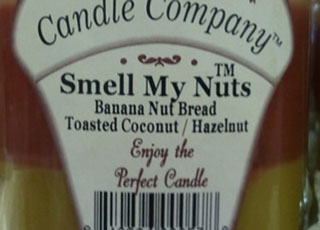 Candle Company™
Smell My Nuts™
Banana Nut Bread
Toasted Coconut / Hazelnut
Enjoy the
Perfect Candle